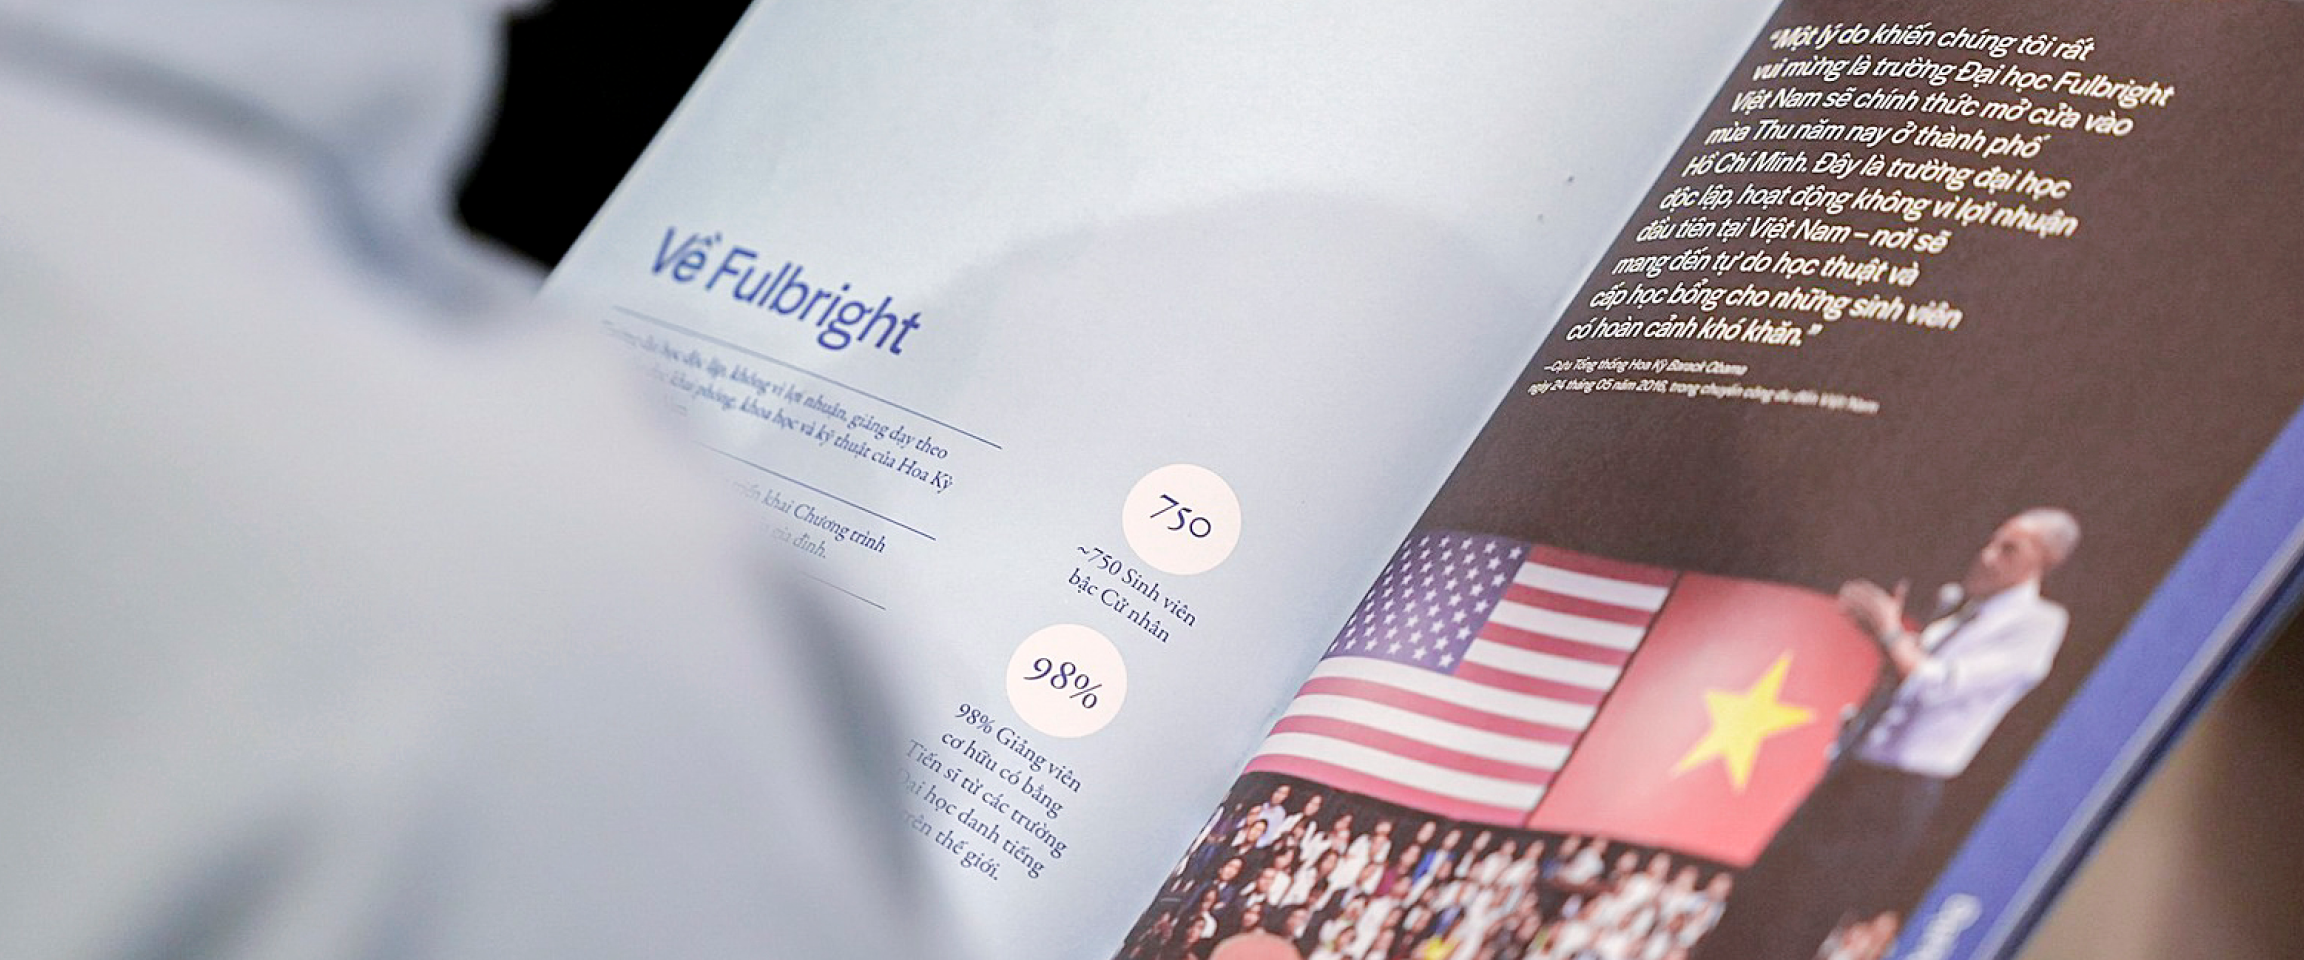 Về Fulbright
học độc lập, không vì lợi nhuận, giảng dạy theo
khai phóng, khoa học và kỹ thuật của Hoa Kỳ
khai Chương trình
gia đình.
750
~750 Sinh viên
bậc Cử nhân
98%
98% Giảng viên
cơ hữu có bằng
Tiến sĩ từ các trường
Đại học danh tiếng
trên thế giới.
“Một lý do khiến chúng tôi rất
vui mừng là trường Đại học Fulbright
Việt Nam sẽ chính thức mở cửa vào
mùa Thu năm nay ở thành phố
Hồ Chí Minh. Đây là trường đại học
độc lập, hoạt động không vì lợi nhuận
đầu tiên tại Việt Nam – nơi sẽ
mang đến tự do học thuật và
cấp học bổng cho những sinh viên
có hoàn cảnh khó khăn.”
—Cựu Tổng thống Hoa Kỳ Barack Obama
ngày 24 tháng 05 năm 2016, trong chuyến công du đến Việt Nam